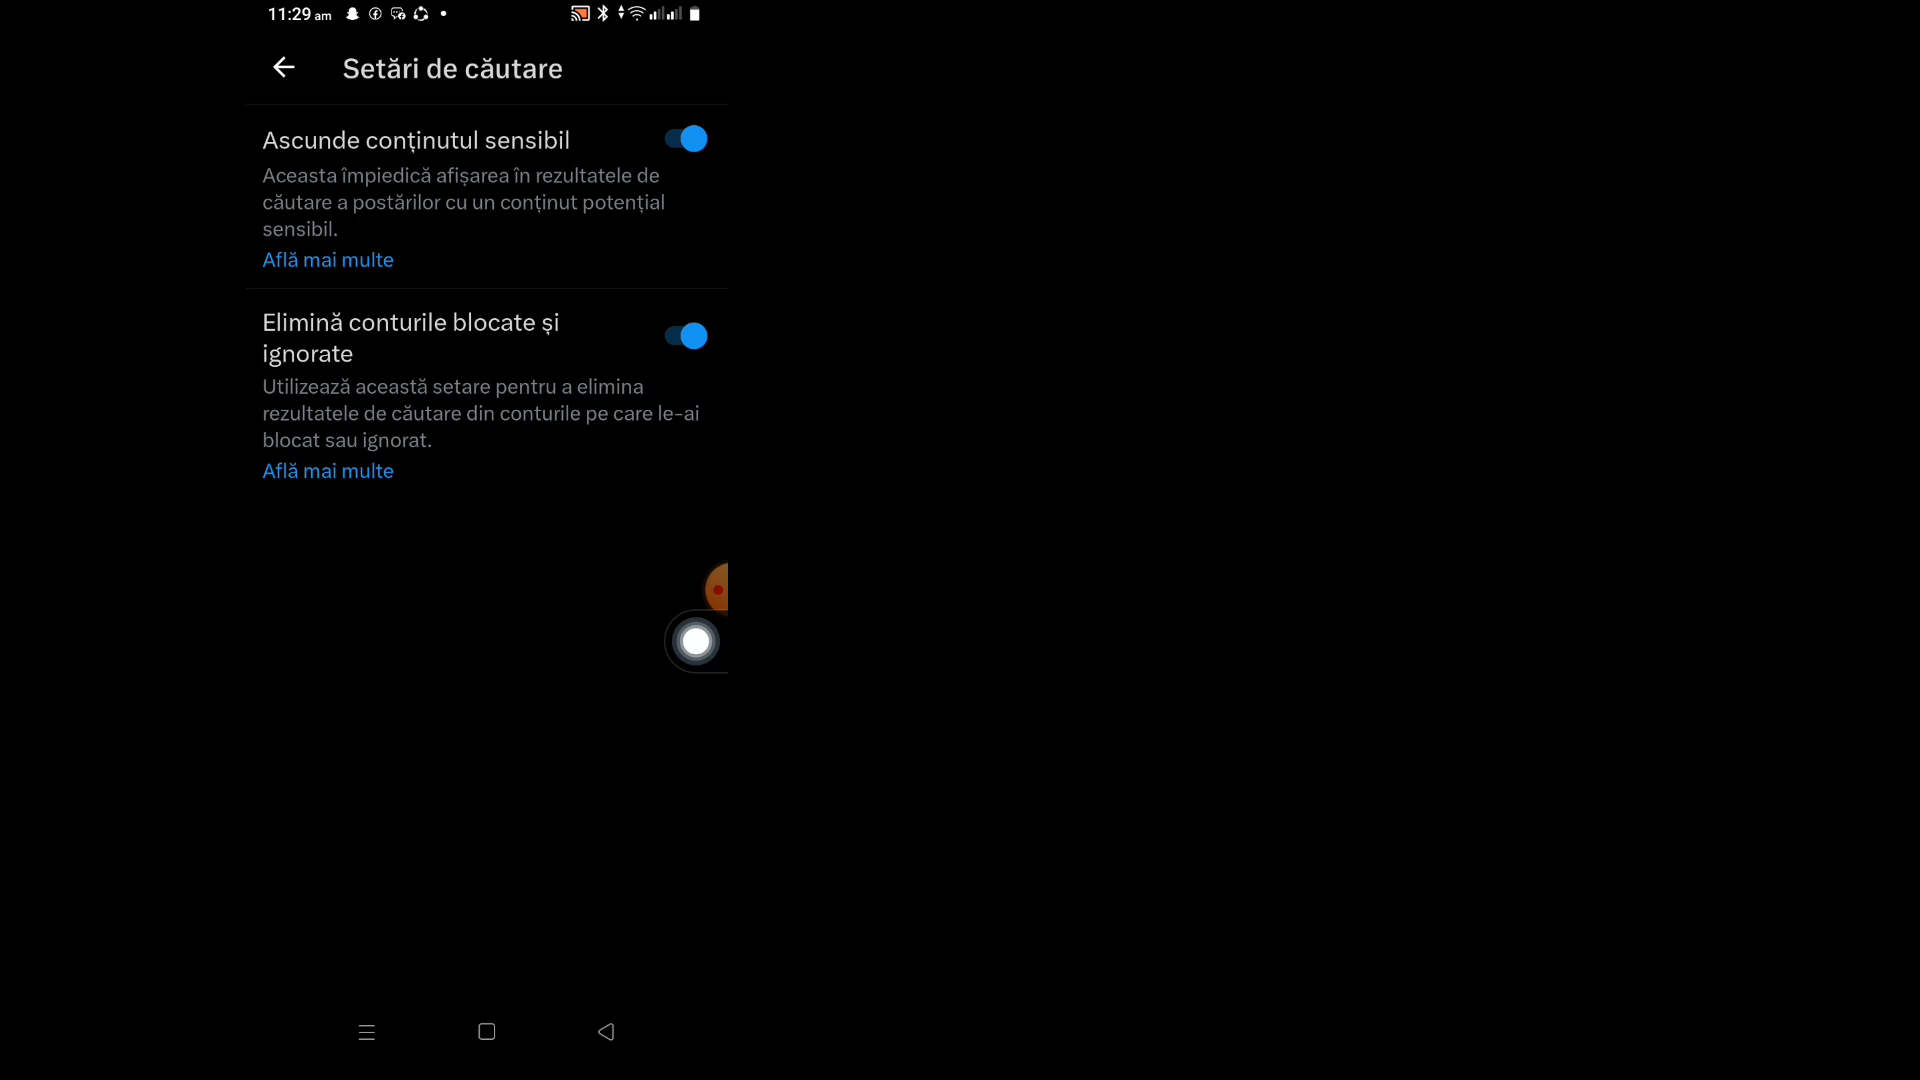 11:29 am
Setări de căutare
Ascunde conținutul sensibil
Aceasta împiedică afișarea în rezultatele de
căutare a postărilor cu un conținut potențial
sensibil.
Află mai multe
Elimină conturile blocate și
ignorate
Utilizează această setare pentru a elimina
rezultatele de căutare din conturile pe care le-ai
blocat sau ignorat.
Află mai multe